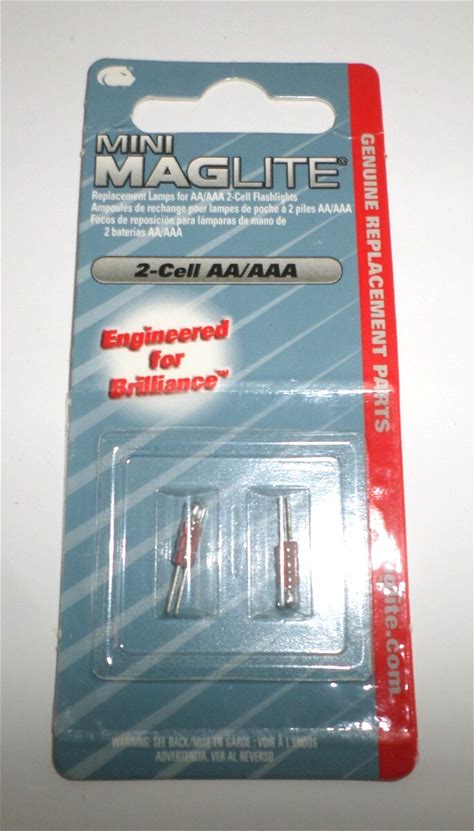 MINI
MAGLITE®
Replacement Lamps for AA/AAA 2-Cell Flashlights
Ampoules de rechange pour lampes de poche à 2 piles AA/AAA
Focos de reposición para lámparas de mano de
2 baterías AA/AAA
2-Cell AA/AAA
Engineered
for
Brilliance™
GENUINE REPLACEMENT PARTS
lite.com
WARNING: SEE BACK/MISE EN GARDE : VOIR À L'ENDOS
ADVERTENCIA. VER AL REVERSO